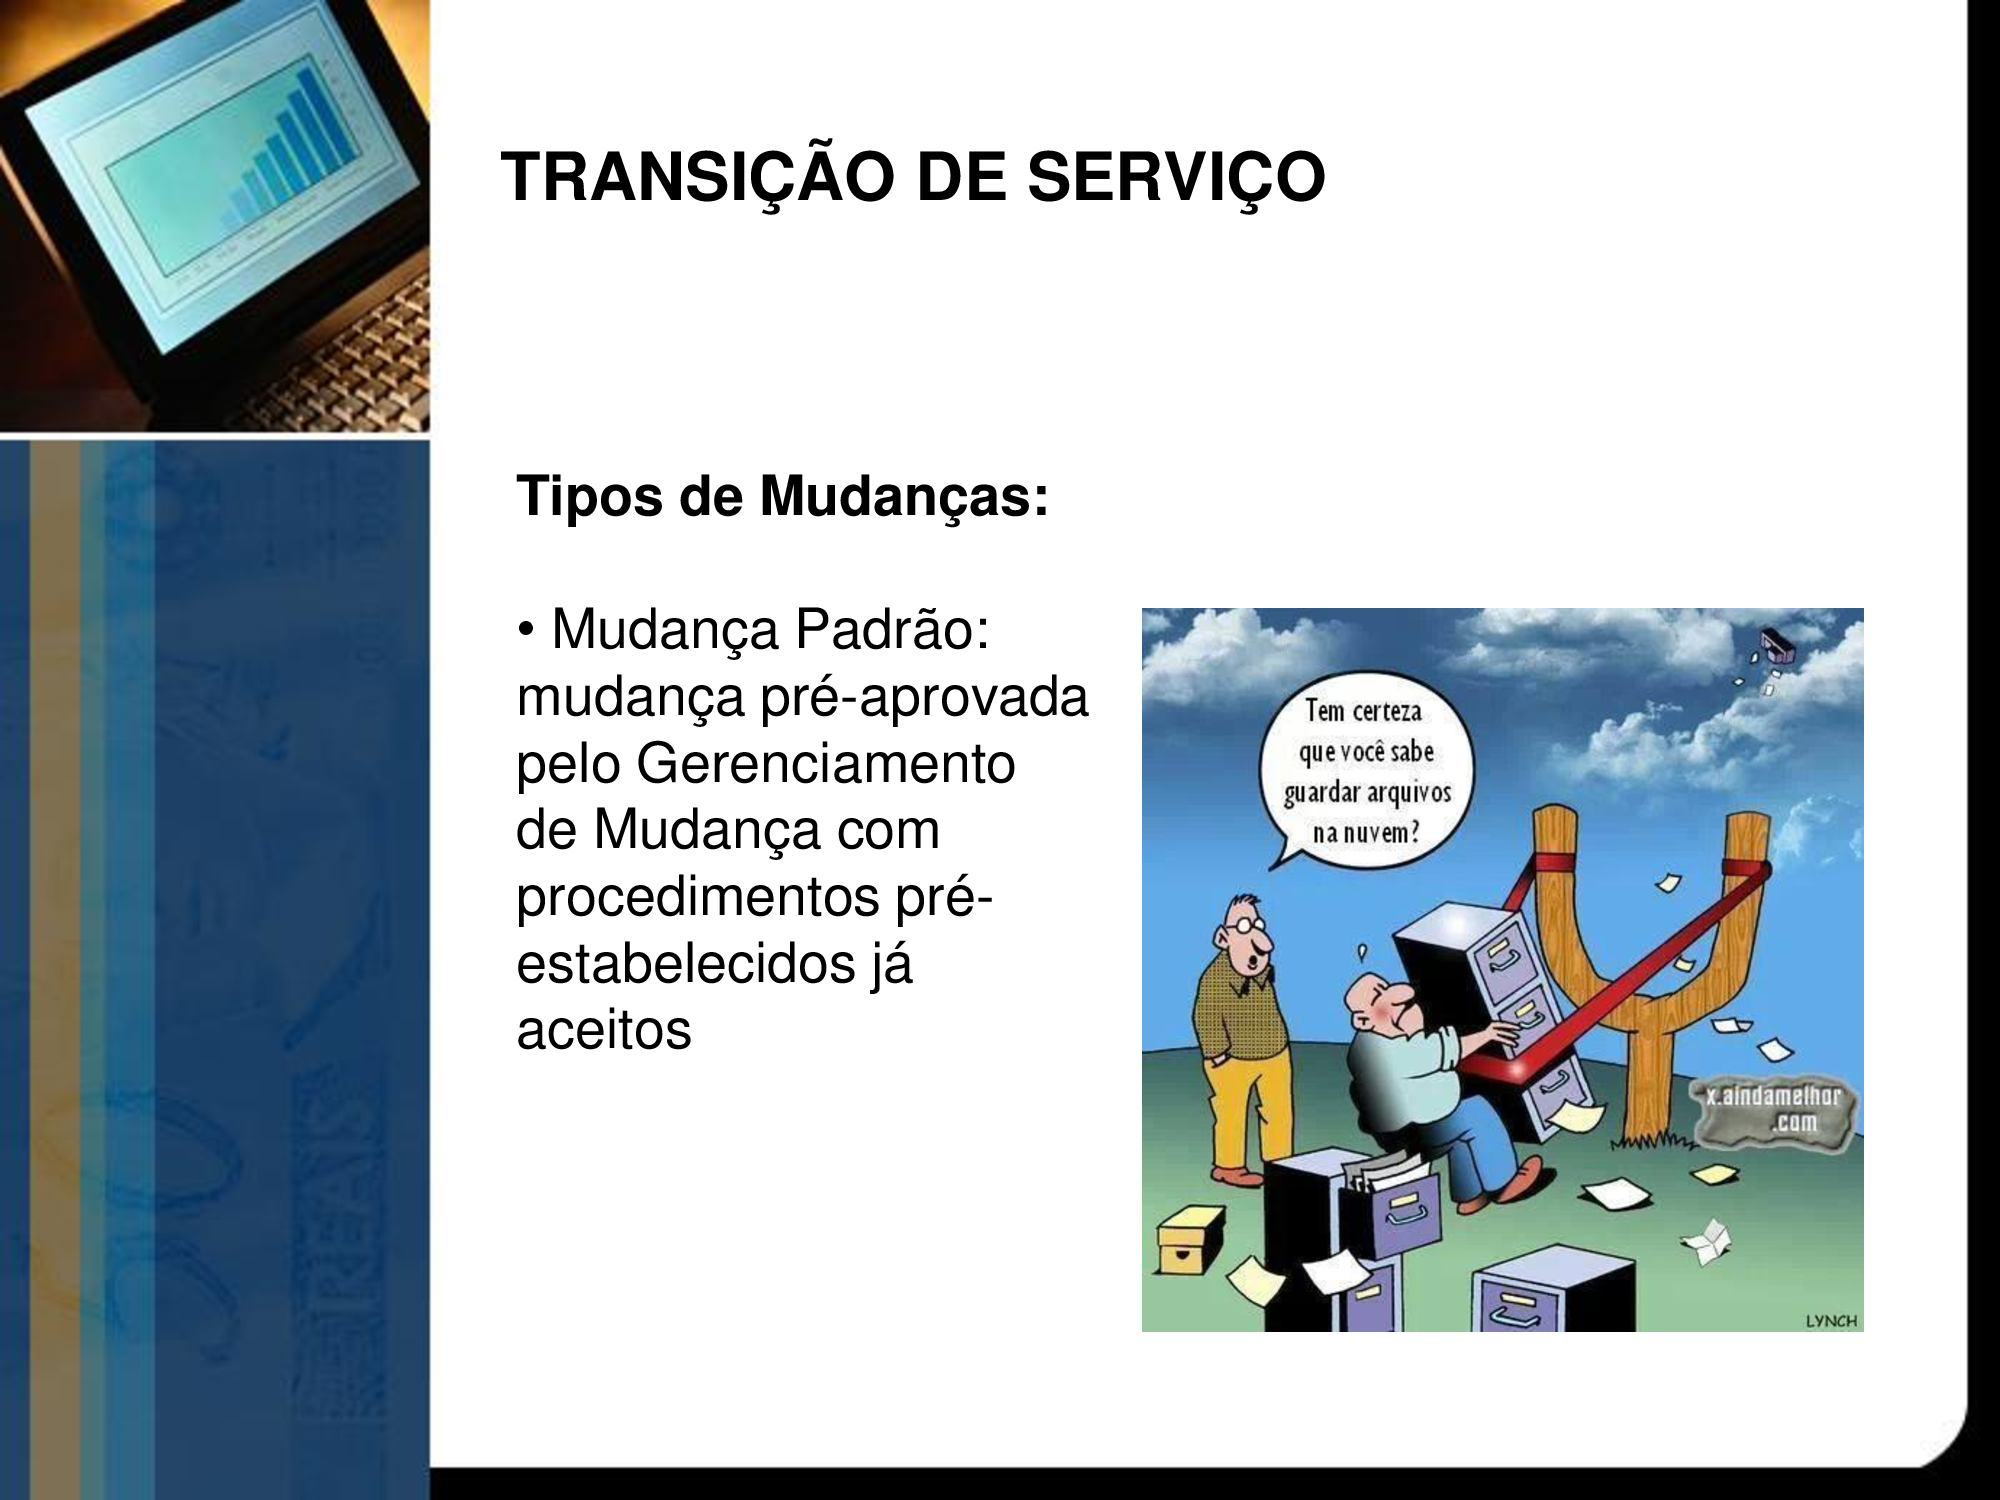 TRANSIÇÃO DE SERVIÇO
Tipos de Mudanças:
• Mudança Padrão:
mudança pré-aprovada
pelo Gerenciamento
de Mudança com
procedimentos pré-
estabelecidos já
aceitos
Tem certeza
que você sabe
guardar arquivos
na nuvem?
x.aindamelhor
.com
LYNCH
REAIS